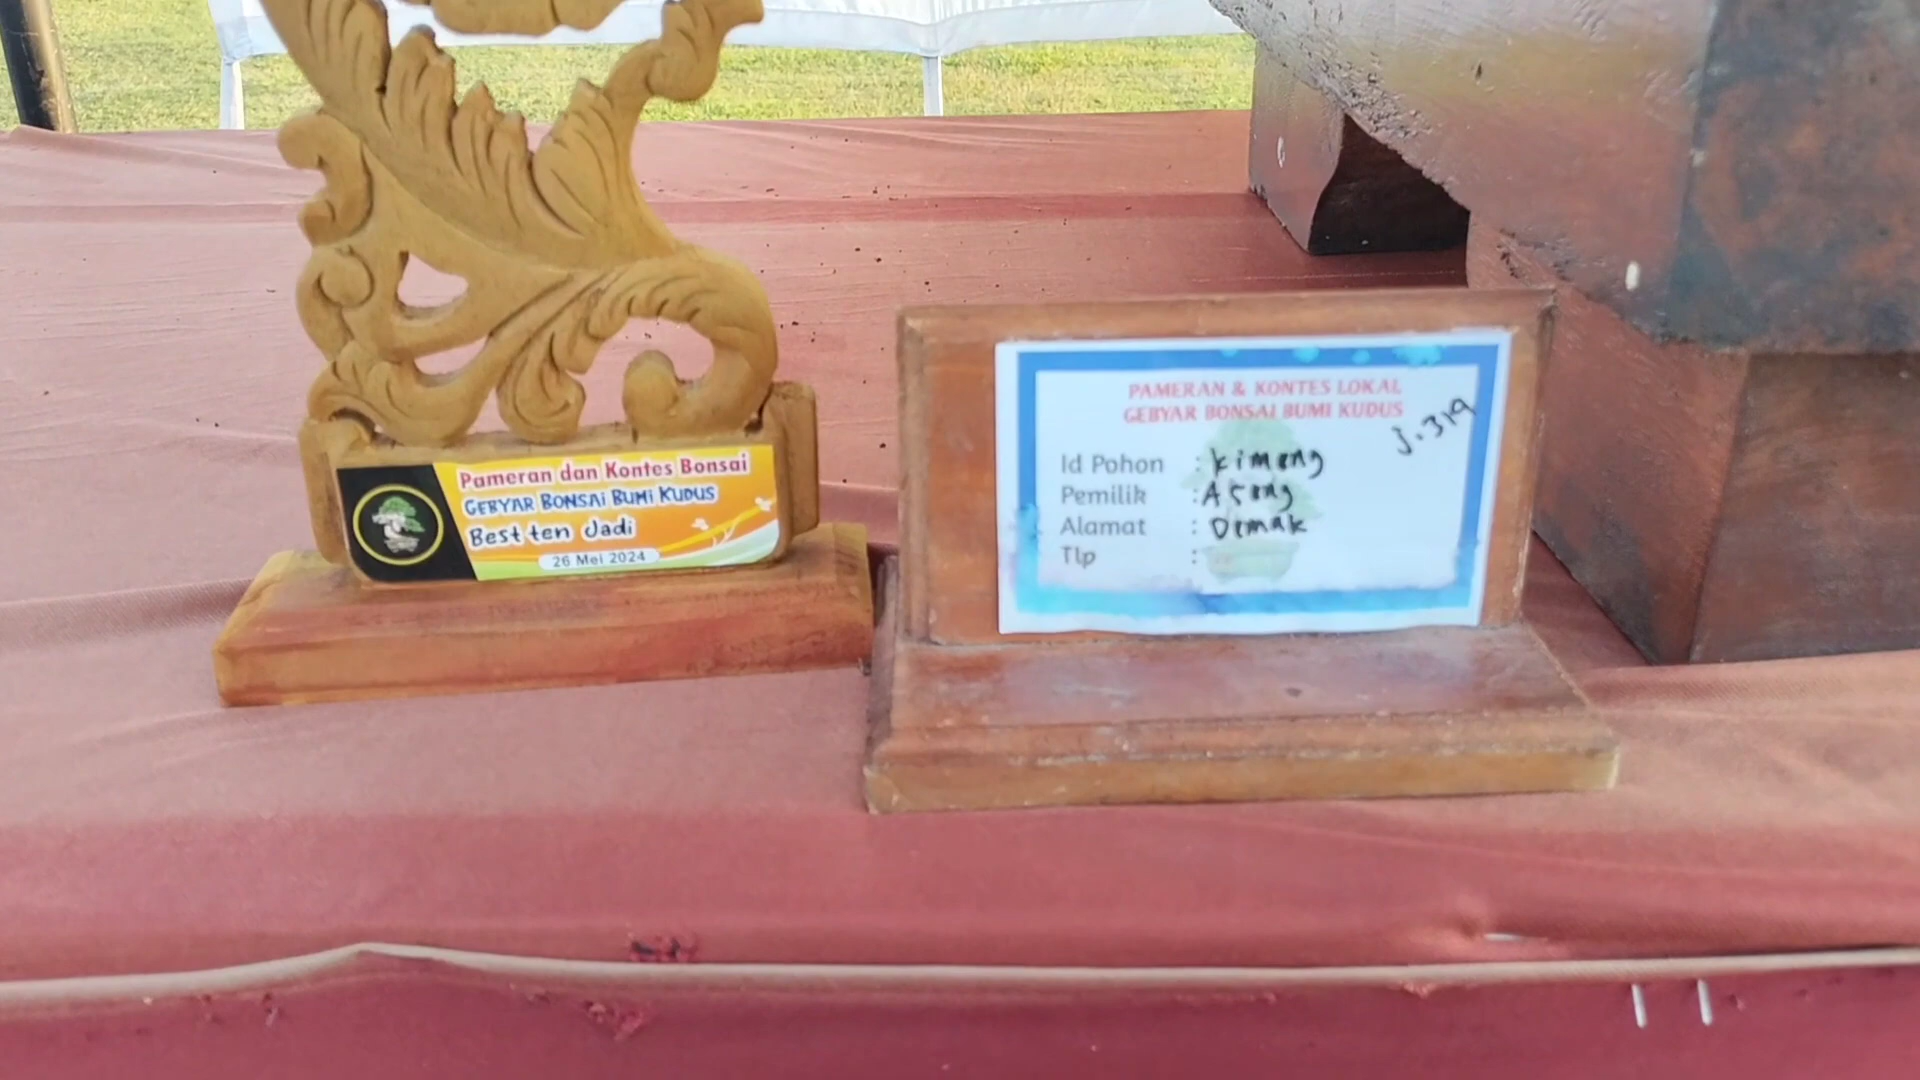 Pameran dan Kontes Bonsai
GEBYAR BONSAI BUMI KUDUS
Best ten Jadi
26 Mei 2024
PAMERAN & KONTES LOKAL
GEBYAR BONSAI BUMI KUDUS
J.319
Id Pohon : kimeng
Pemilik : Aseng
Alamat : Demak
Tlp :